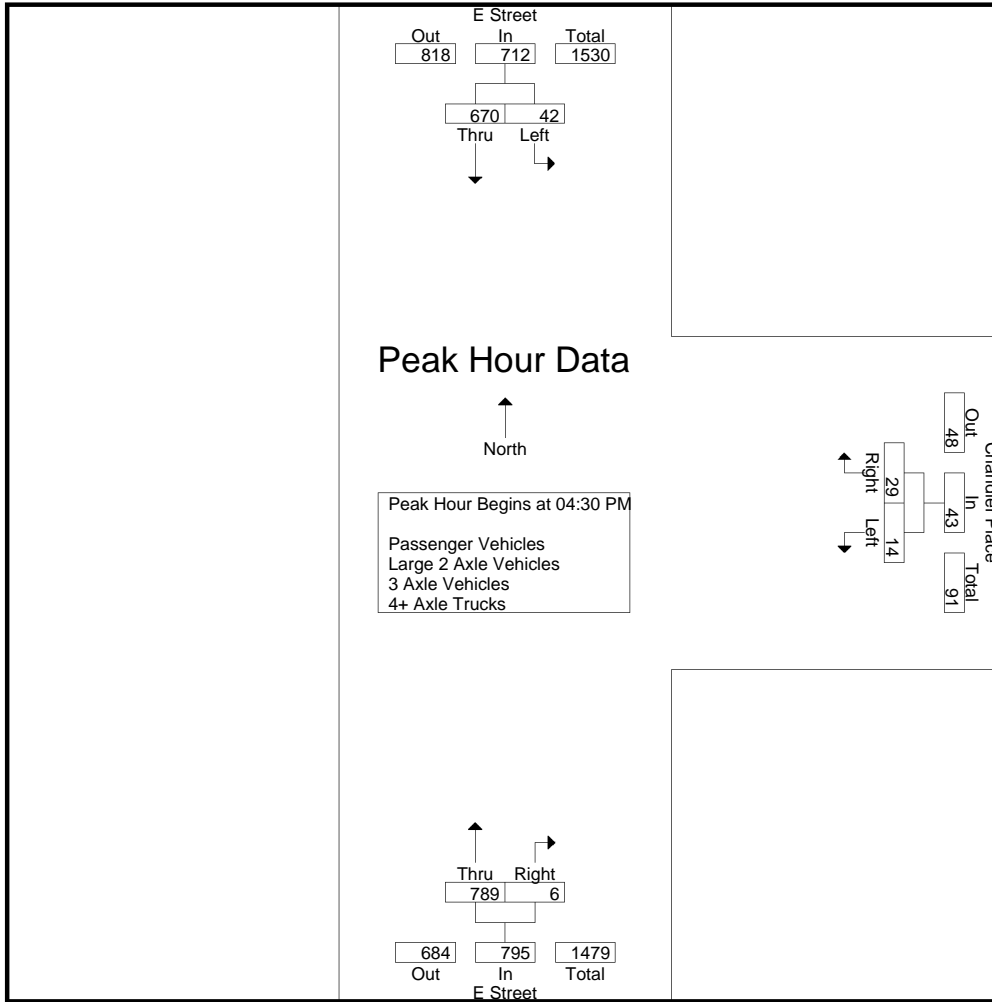 E Street
Out In Total
818 712 1530
670 42
Thru Left
Peak Hour Data
North
Peak Hour Begins at 04:30 PM
Passenger Vehicles
Large 2 Axle Vehicles
3 Axle Vehicles
4+ Axle Trucks
Chandler Place
Out In Total
48 43 91
29 14
Right Left
Thru Right
789 6
684 795 1479
Out In Total
E Street